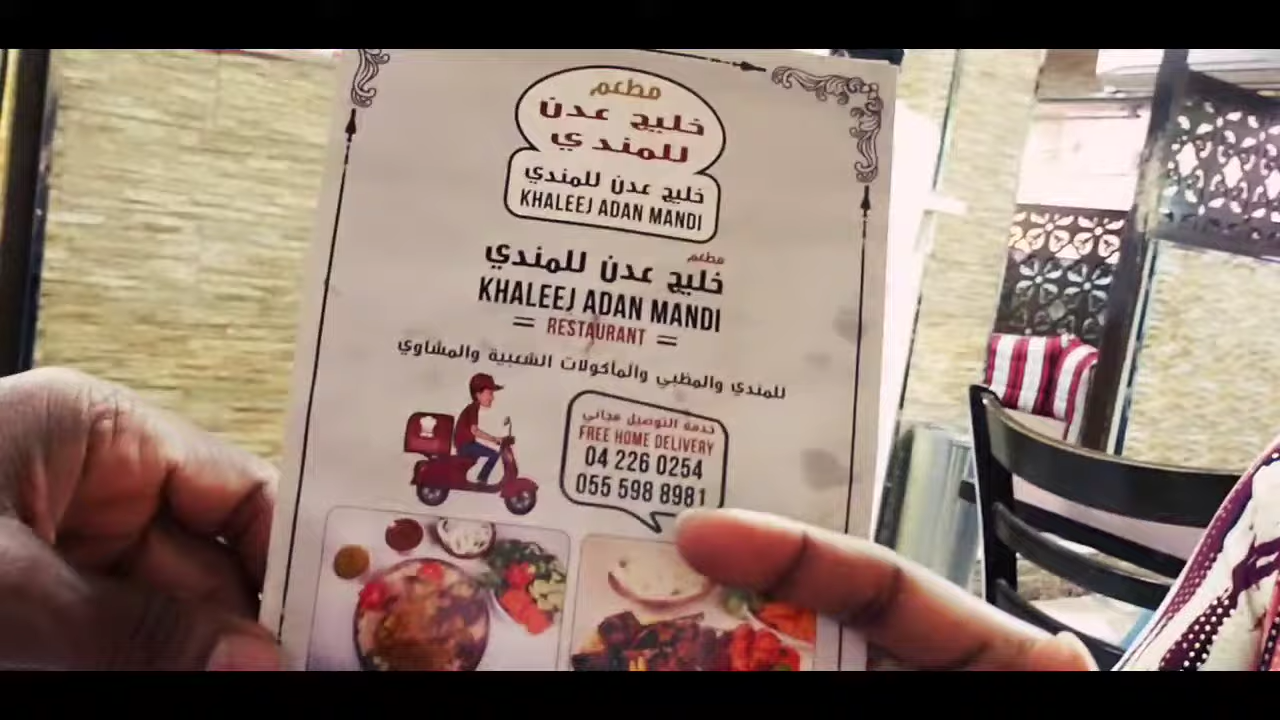 مطعم
خليج عدن
للمندي
خليج عدن للمندي
KHALEEJ ADAN MANDI
مطعم
خليج عدن للمندي
KHALEEJ ADAN MANDI
RESTAURANT
للمندي والمظبي والمأكولات الشعبية والمشاوي
خدمة التوصيل مجاني
FREE HOME DELIVERY
04 226 0254
055 598 8981